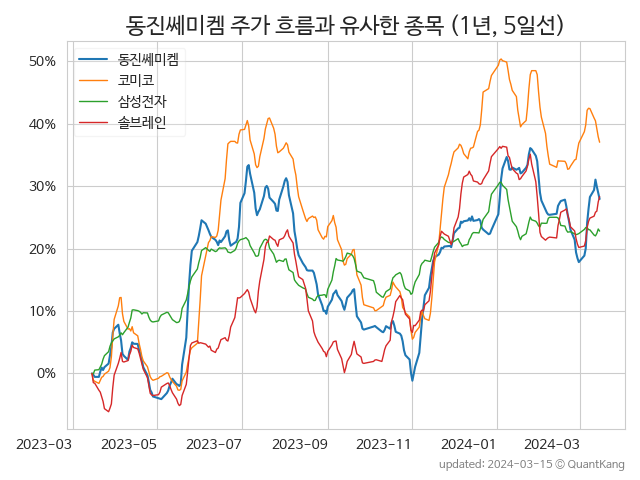 동진쎄미켐 주가 흐름과 유사한 종목 (1년, 5일선)
동진쎄미켐
코미코
삼성전자
솔브레인
50%
40%
30%
20%
10%
0%
2023-03 2023-05 2023-07 2023-09 2023-11 2024-01 2024-03
updated: 2024-03-15 © QuantKang